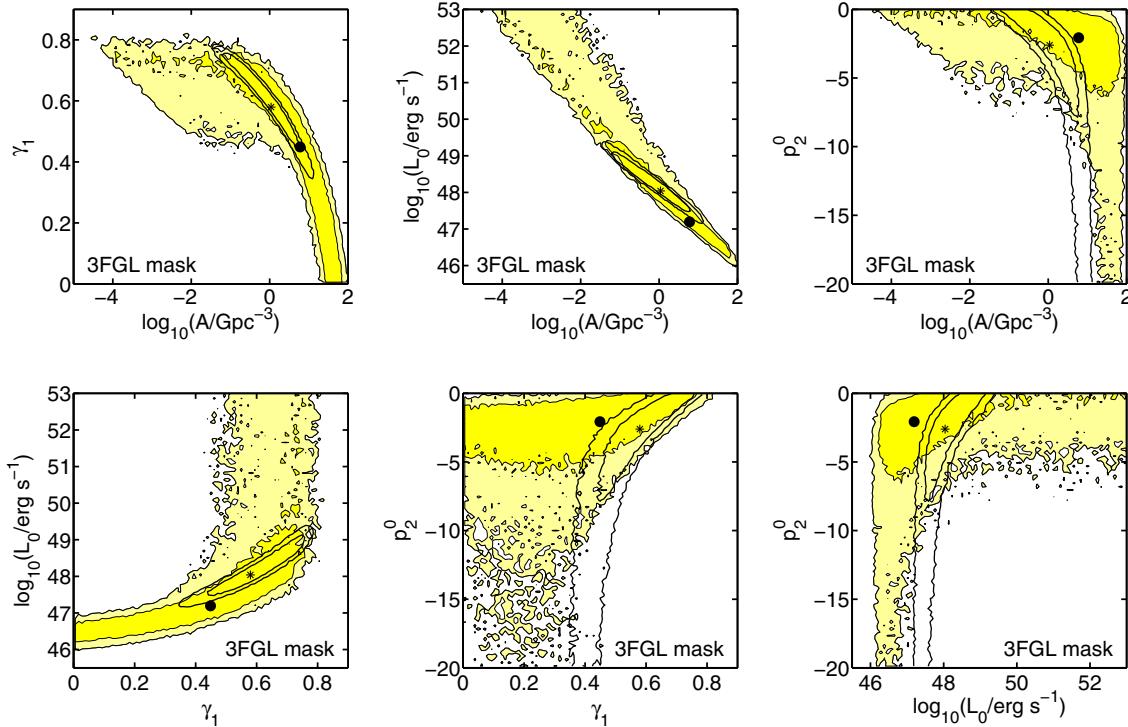 0.8
0.6
0.4
0.2
0
γ₁
3FGL mask
−4 −2 0 2
log₁₀(A/Gpc⁻³)
53
52
51
50
49
48
47
46
log₁₀(L₀/erg s⁻¹)
3FGL mask
−4 −2 0 2
log₁₀(A/Gpc⁻³)
0
−5
−10
−15
−20
p₂⁰
3FGL mask
−4 −2 0 2
log₁₀(A/Gpc⁻³)
53
52
51
50
49
48
47
46
log₁₀(L₀/erg s⁻¹)
3FGL mask
0 0.2 0.4 0.6 0.8
γ₁
0
−5
−10
−15
−20
p₂⁰
3FGL mask
0 0.2 0.4 0.6 0.8
γ₁
0
−5
−10
−15
−20
p₂⁰
3FGL mask
46 48 50 52
log₁₀(L₀/erg s⁻¹)